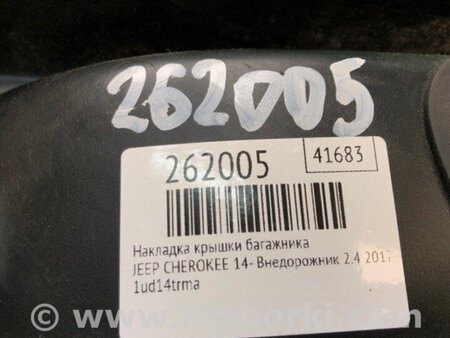 262005
262005
41683
Накладка крышки багажника
JEEP CHEROKEE 14- Внедорожник 2.4 2017
1ud14trma